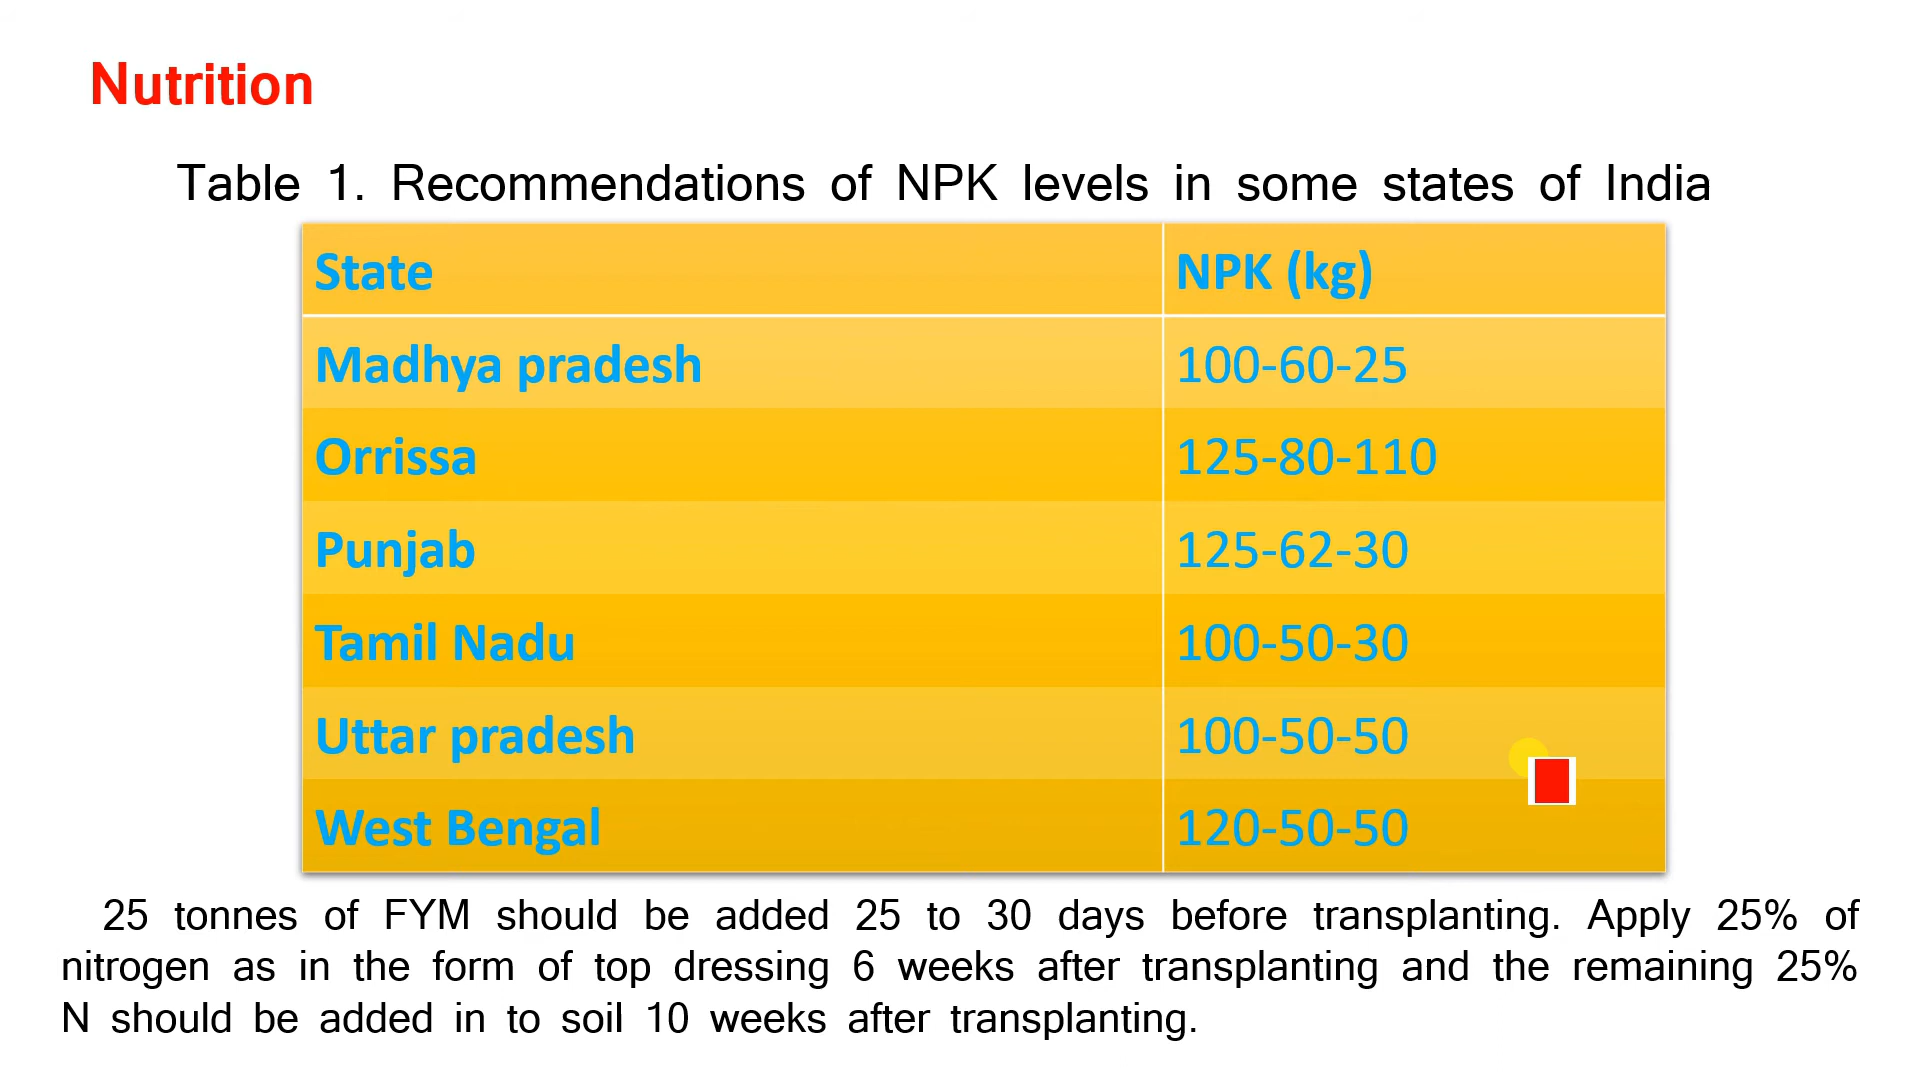 Nutrition
Table 1. Recommendations of NPK levels in some states of India
State NPK (kg)
Madhya pradesh 100-60-25
Orrissa 125-80-110
Punjab 125-62-30
Tamil Nadu 100-50-30
Uttar pradesh 100-50-50
West Bengal 120-50-50
25 tonnes of FYM should be added 25 to 30 days before transplanting. Apply 25% of
nitrogen as in the form of top dressing 6 weeks after transplanting and the remaining 25%
N should be added in to soil 10 weeks after transplanting.